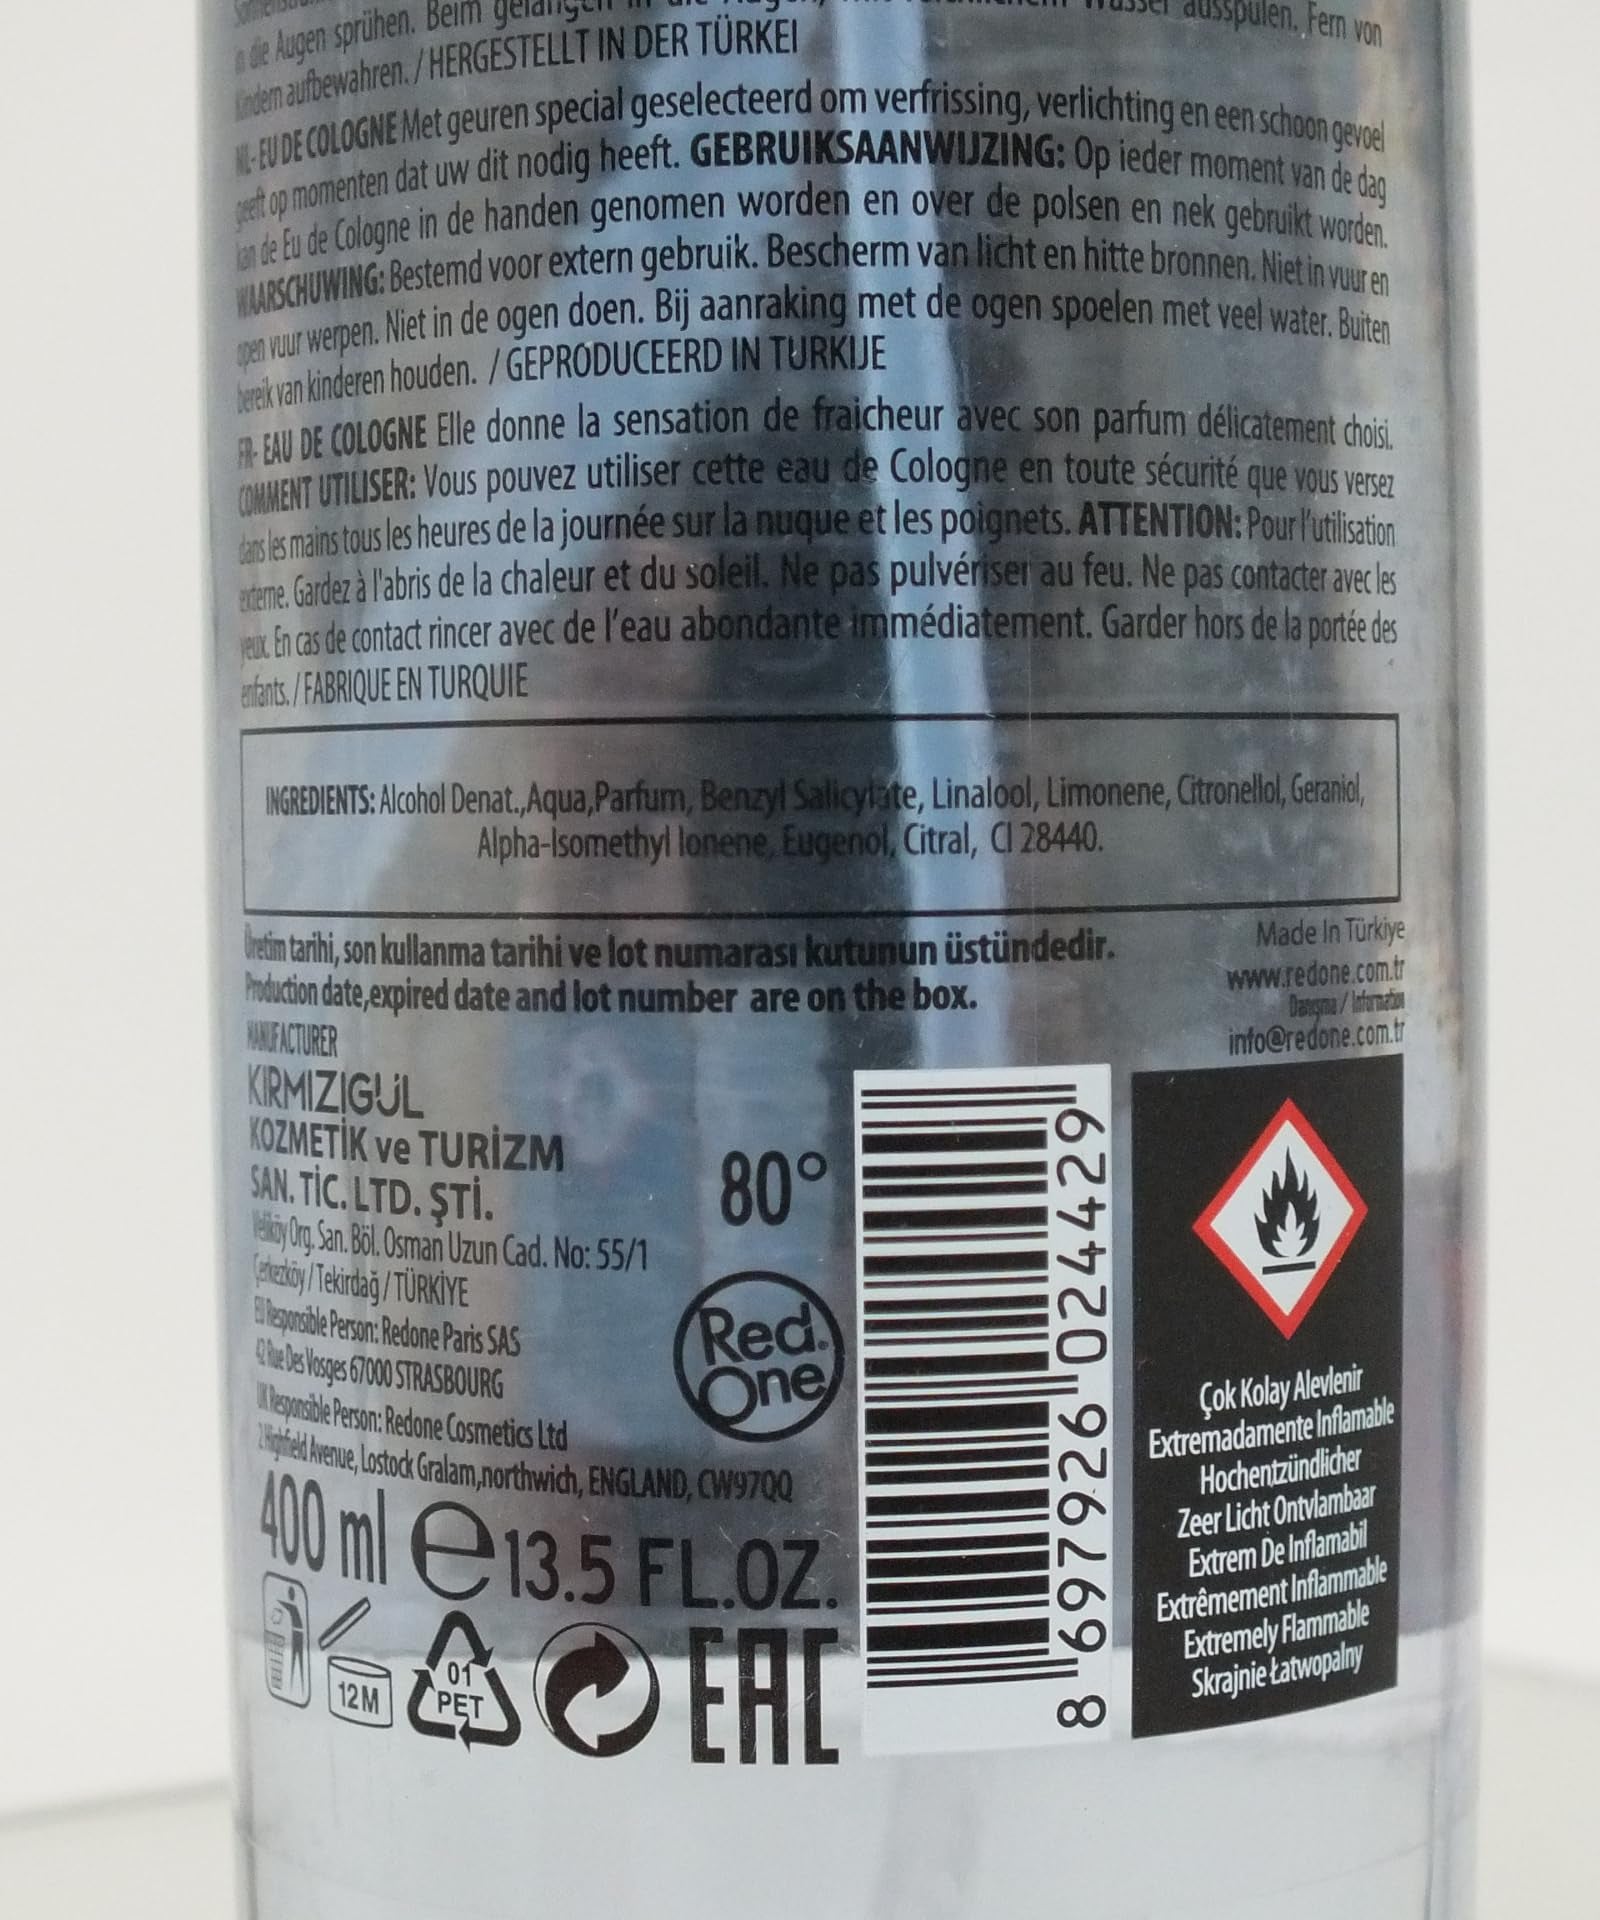 in die Augen sprühen. Beim gelangen in die Augen, mit reichlichem Wasser ausspülen. Fern von
Kindern aufbewahren. / HERGESTELLT IN DER TÜRKEI
NL- EU DE COLOGNE Met geuren special geselecteerd om verfrissing, verlichting en een schoon gevoel
geeft op momenten dat uw dit nodig heeft. GEBRUIKSAANWIJZING: Op ieder moment van de dag
kan de Eu de Cologne in de handen genomen worden en over de polsen en nek gebruikt worden.
WAARSCHUWING: Bestemd voor extern gebruik. Bescherm van licht en hitte bronnen. Niet in vuur en
open vuur werpen. Niet in de ogen doen. Bij aanraking met de ogen spoelen met veel water. Buiten
bereik van kinderen houden. / GEPRODUCEERD IN TURKIJE
FR- EAU DE COLOGNE Elle donne la sensation de fraicheur avec son parfum délicatement choisi.
COMMENT UTILISER: Vous pouvez utiliser cette eau de Cologne en toute sécurité que vous versez
dans les mains tous les heures de la journée sur la nuque et les poignets. ATTENTION: Pour l'utilisation
externe. Gardez à l'abris de la chaleur et du soleil. Ne pas pulvériser au feu. Ne pas contacter avec les
yeux. En cas de contact rincer avec de l'eau abondante immédiatement. Garder hors de la portée des
enfants. / FABRIQUE EN TURQUIE
INGREDIENTS: Alcohol Denat.,Aqua,Parfum, Benzyl Salicylate, Linalool, Limonene, Citronellol, Geraniol,
Alpha-Isomethyl Ionene, Eugenol, Citral, CI 28440.
Üretim tarihi, son kullanma tarihi ve lot numarası kutunun üstündedir.
Production date,expired date and lot number are on the box.
Made In Türkiye
www.redone.com.tr
Danışma / Information
info@redone.com.tr
MANUFACTURER
KIRMIZIGÜL
KOZMETİK ve TURİZM
SAN. TİC. LTD. ŞTİ.
Veliköy Org. San. Böl. Osman Uzun Cad. No: 55/1
Çerkezköy / Tekirdağ / TÜRKİYE
EU Responsible Person: Redone Paris SAS
42 Rue Des Vosges 67000 STRASBOURG
UK Responsible Person: Redone Cosmetics Ltd
2 Highfield Avenue, Lostock Gralam,northwich, ENGLAND, CW97QQ
80°
Red
One
400 ml e 13.5 FL.OZ.
12M
01
PET
EAC
8 697926 024429
Çok Kolay Alevlenir
Extremadamente Inflamable
Hochentzündlicher
Zeer Licht Ontvlambaar
Extrem De Inflamabil
Extrêmement Inflammable
Extremely Flammable
Skrajnie Łatwopalny